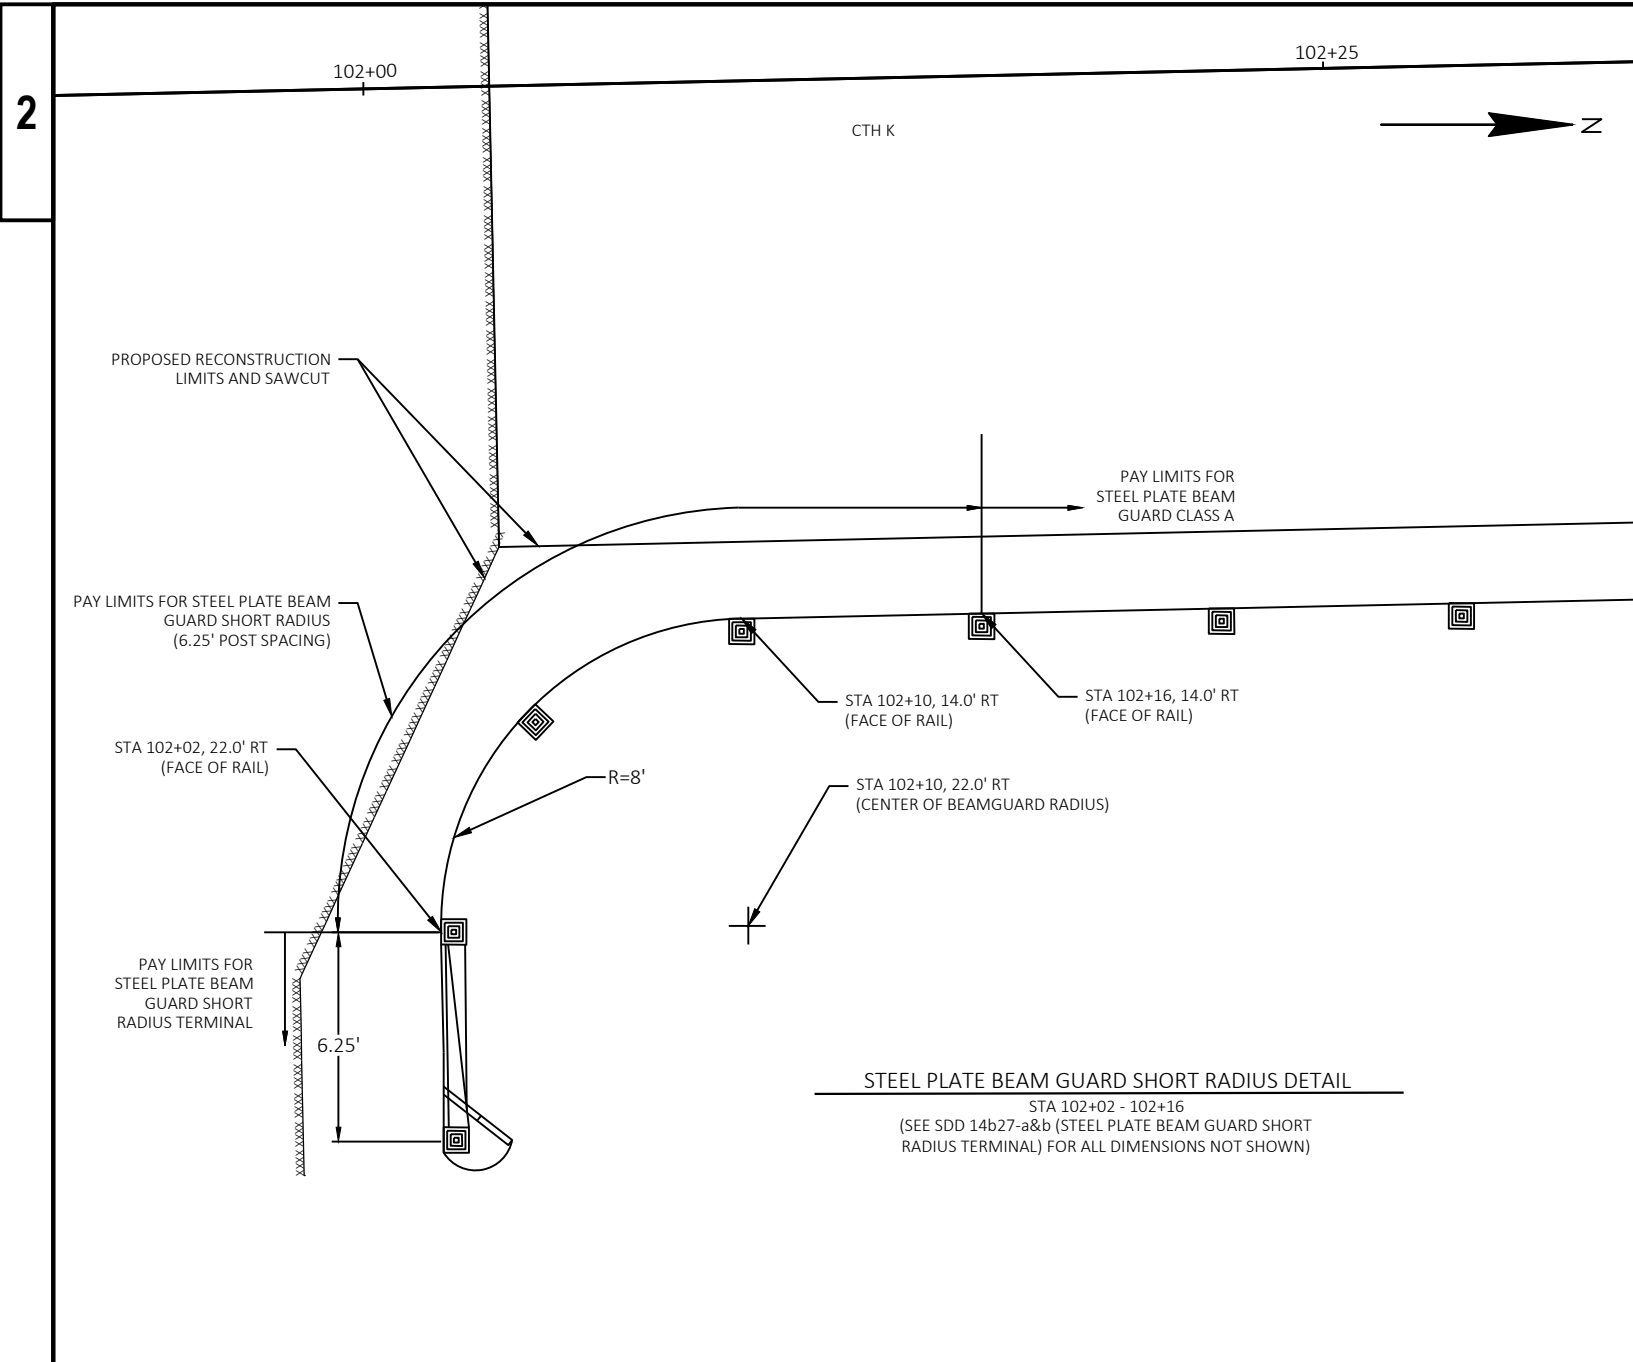 2
102+00
102+25
CTH K
N
PROPOSED RECONSTRUCTION
LIMITS AND SAWCUT
PAY LIMITS FOR
STEEL PLATE BEAM
GUARD CLASS A
PAY LIMITS FOR STEEL PLATE BEAM
GUARD SHORT RADIUS
(6.25' POST SPACING)
STA 102+10, 14.0' RT
(FACE OF RAIL)
STA 102+16, 14.0' RT
(FACE OF RAIL)
STA 102+02, 22.0' RT
(FACE OF RAIL)
R=8'
STA 102+10, 22.0' RT
(CENTER OF BEAMGUARD RADIUS)
PAY LIMITS FOR
STEEL PLATE BEAM
GUARD SHORT
RADIUS TERMINAL
6.25'
STEEL PLATE BEAM GUARD SHORT RADIUS DETAIL
STA 102+02 - 102+16
(SEE SDD 14b27-a&b (STEEL PLATE BEAM GUARD SHORT
RADIUS TERMINAL) FOR ALL DIMENSIONS NOT SHOWN)